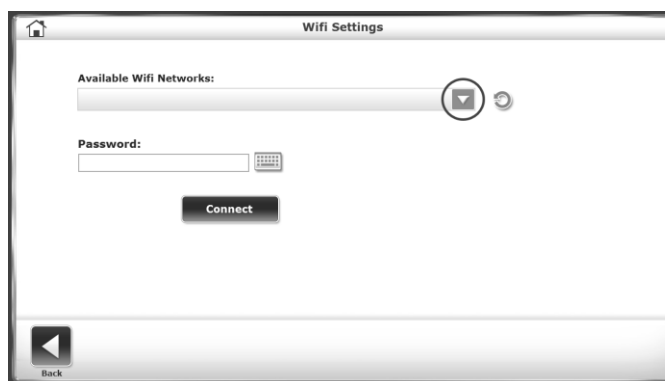 Wifi Settings
Available Wifi Networks:
Password:
Connect
Back